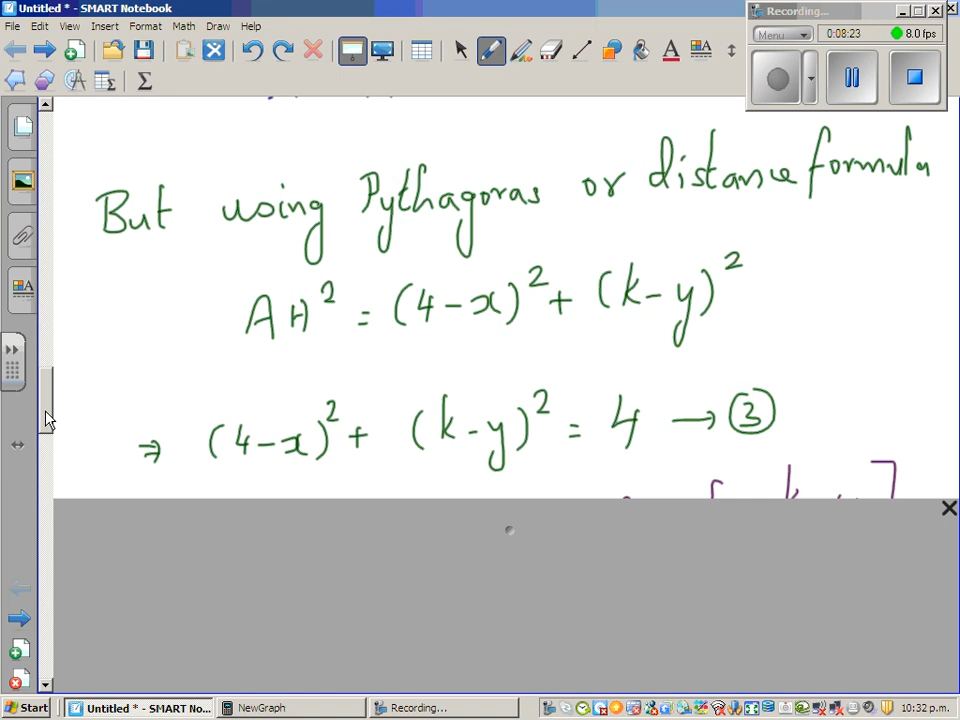 Untitled * - SMART Notebook
File Edit View Insert Format Math Draw Help
Recording...
Menu 0:08:23 8.0 fps
But using Pythagoras or distance formula
AH² = (4-x)² + (k-y)²
⇒ (4-x)² + (k-y)² = 4 → ③
Start Untitled * - SMART No... NewGraph Recording... 10:32 p.m.